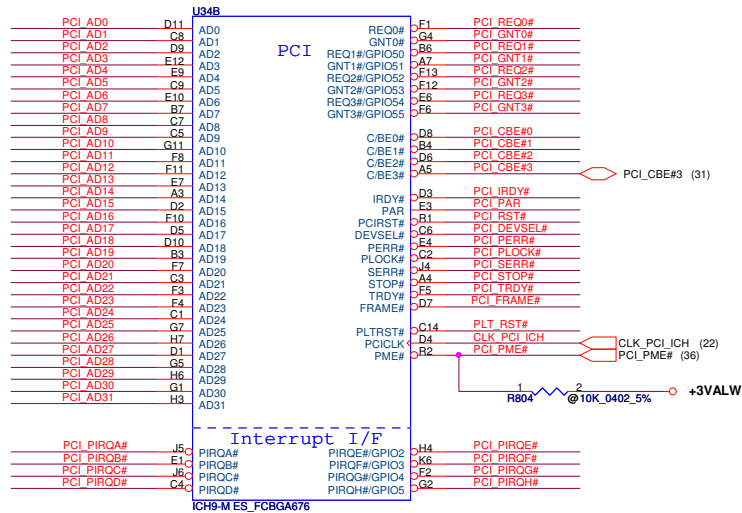 U34B
PCI
PCI_AD0 D11 AD0 REQ0# F1 PCI_REQ0#
PCI_AD1 C8 AD1 GNT0# G4 PCI_GNT0#
PCI_AD2 D9 AD2 REQ1#/GPIO50 B6 PCI_REQ1#
PCI_AD3 E12 AD3 GNT1#/GPIO51 A7 PCI_GNT1#
PCI_AD4 E9 AD4 REQ2#/GPIO52 F13 PCI_REQ2#
PCI_AD5 C9 AD5 GNT2#/GPIO53 F12 PCI_GNT2#
PCI_AD6 E10 AD6 REQ3#/GPIO54 E6 PCI_REQ3#
PCI_AD7 B7 AD7 GNT3#/GPIO55 F6 PCI_GNT3#
PCI_AD8 C7 AD8
PCI_AD9 C5 AD9 C/BE0# D8 PCI_CBE#0
PCI_AD10 G11 AD10 C/BE1# B4 PCI_CBE#1
PCI_AD11 F8 AD11 C/BE2# D6 PCI_CBE#2
PCI_AD12 F11 AD12 C/BE3# A5 PCI_CBE#3 PCI_CBE#3 (31)
PCI_AD13 E7 AD13
PCI_AD14 A3 AD14 IRDY# D3 PCI_IRDY#
PCI_AD15 D2 AD15 PAR E3 PCI_PAR
PCI_AD16 F10 AD16 PCIRST# R1 PCI_RST#
PCI_AD17 D5 AD17 DEVSEL# C6 PCI_DEVSEL#
PCI_AD18 D10 AD18 PERR# E4 PCI_PERR#
PCI_AD19 B3 AD19 PLOCK# C2 PCI_PLOCK#
PCI_AD20 F7 AD20 SERR# J4 PCI_SERR#
PCI_AD21 C3 AD21 STOP# A4 PCI_STOP#
PCI_AD22 F3 AD22 TRDY# F5 PCI_TRDY#
PCI_AD23 F4 AD23 FRAME# D7 PCI_FRAME#
PCI_AD24 C1 AD24
PCI_AD25 G7 AD25 PLTRST# C14 PLT_RST#
PCI_AD26 H7 AD26 PCICLK D4 CLK_PCI_ICH CLK_PCI_ICH (22)
PCI_AD27 D1 AD27 PME# R2 PCI_PME# PCI_PME# (36)
PCI_AD28 G5 AD28
PCI_AD29 H6 AD29
PCI_AD30 G1 AD30 1 2 +3VALW
PCI_AD31 H3 AD31 R804 @10K_0402_5%
Interrupt I/F
PCI_PIRQA# J5 PIRQA# PIRQE#/GPIO2 H4 PCI_PIRQE#
PCI_PIRQB# E1 PIRQB# PIRQF#/GPIO3 K6 PCI_PIRQF#
PCI_PIRQC# J6 PIRQC# PIRQG#/GPIO4 F2 PCI_PIRQG#
PCI_PIRQD# C4 PIRQD# PIRQH#/GPIO5 G2 PCI_PIRQH#
ICH9-M ES_FCBGA676